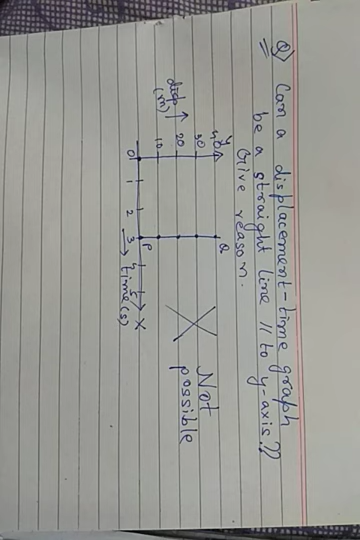 Q) Can a displacement-time graph
be a straight line || to y-axis.??
Give reason.
Y
40
30
20
10
disp →
(m)
Q
Not
possible
O 1 2 3 4 5 X
P
→ time(s)